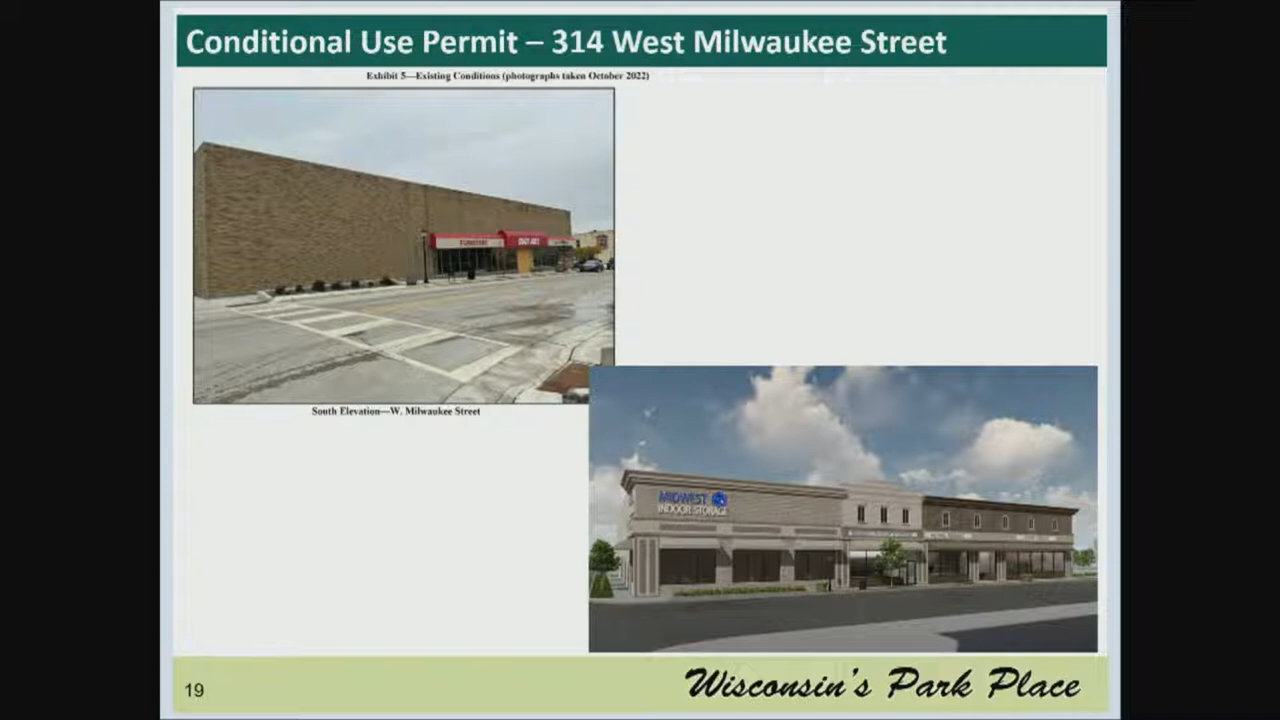 Conditional Use Permit – 314 West Milwaukee Street
Exhibit 5—Existing Conditions (photographs taken October 2022)
FURNITURE
South Elevation—W. Milwaukee Street
MIDWEST
INDOOR STORAGE
19
Wisconsin's Park Place